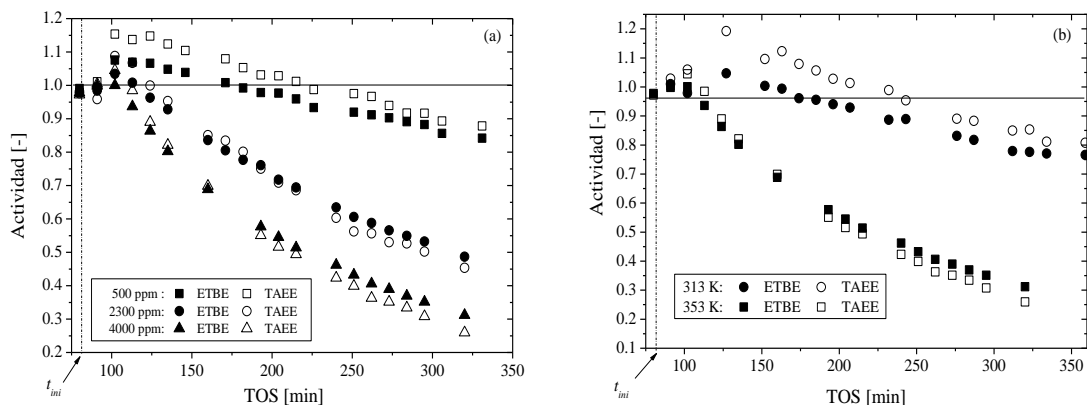 (a)
Actividad [-]
1.3
1.2
1.1
1.0
0.9
0.8
0.7
0.6
0.5
0.4
0.3
0.2
500 ppm : ETBE TAEE
2300 ppm: ETBE TAEE
4000 ppm: ETBE TAEE
100 150 200 250 300 350
t ini
TOS [min]
(b)
Actividad [-]
1.2
1.1
1.0
0.9
0.8
0.7
0.6
0.5
0.4
0.3
0.2
0.1
313 K: ETBE TAEE
353 K: ETBE TAEE
100 150 200 250 300 350
t ini
TOS [min]